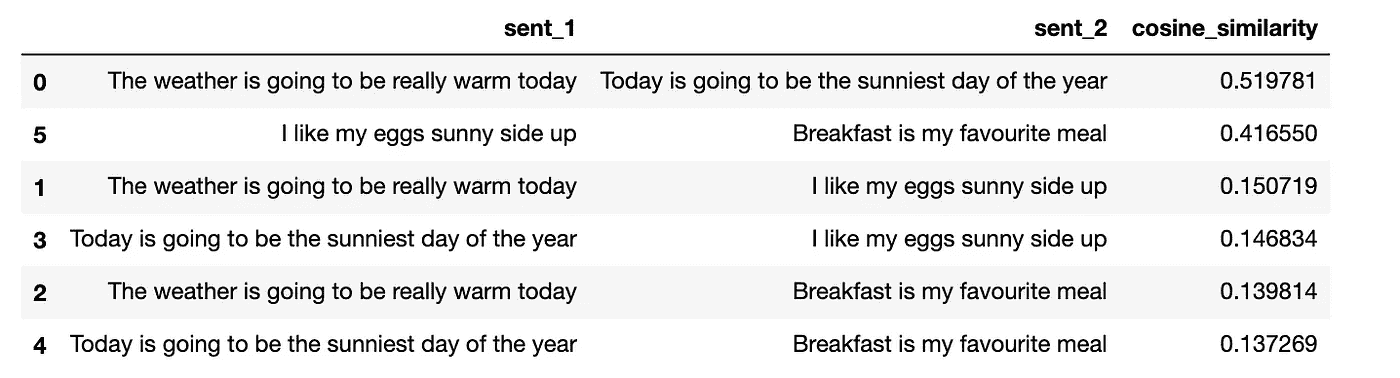 sent_1 sent_2 cosine_similarity
0 The weather is going to be really warm today Today is going to be the sunniest day of the year 0.519781
5 I like my eggs sunny side up Breakfast is my favourite meal 0.416550
1 The weather is going to be really warm today I like my eggs sunny side up 0.150719
3 Today is going to be the sunniest day of the year I like my eggs sunny side up 0.146834
2 The weather is going to be really warm today Breakfast is my favourite meal 0.139814
4 Today is going to be the sunniest day of the year Breakfast is my favourite meal 0.137269